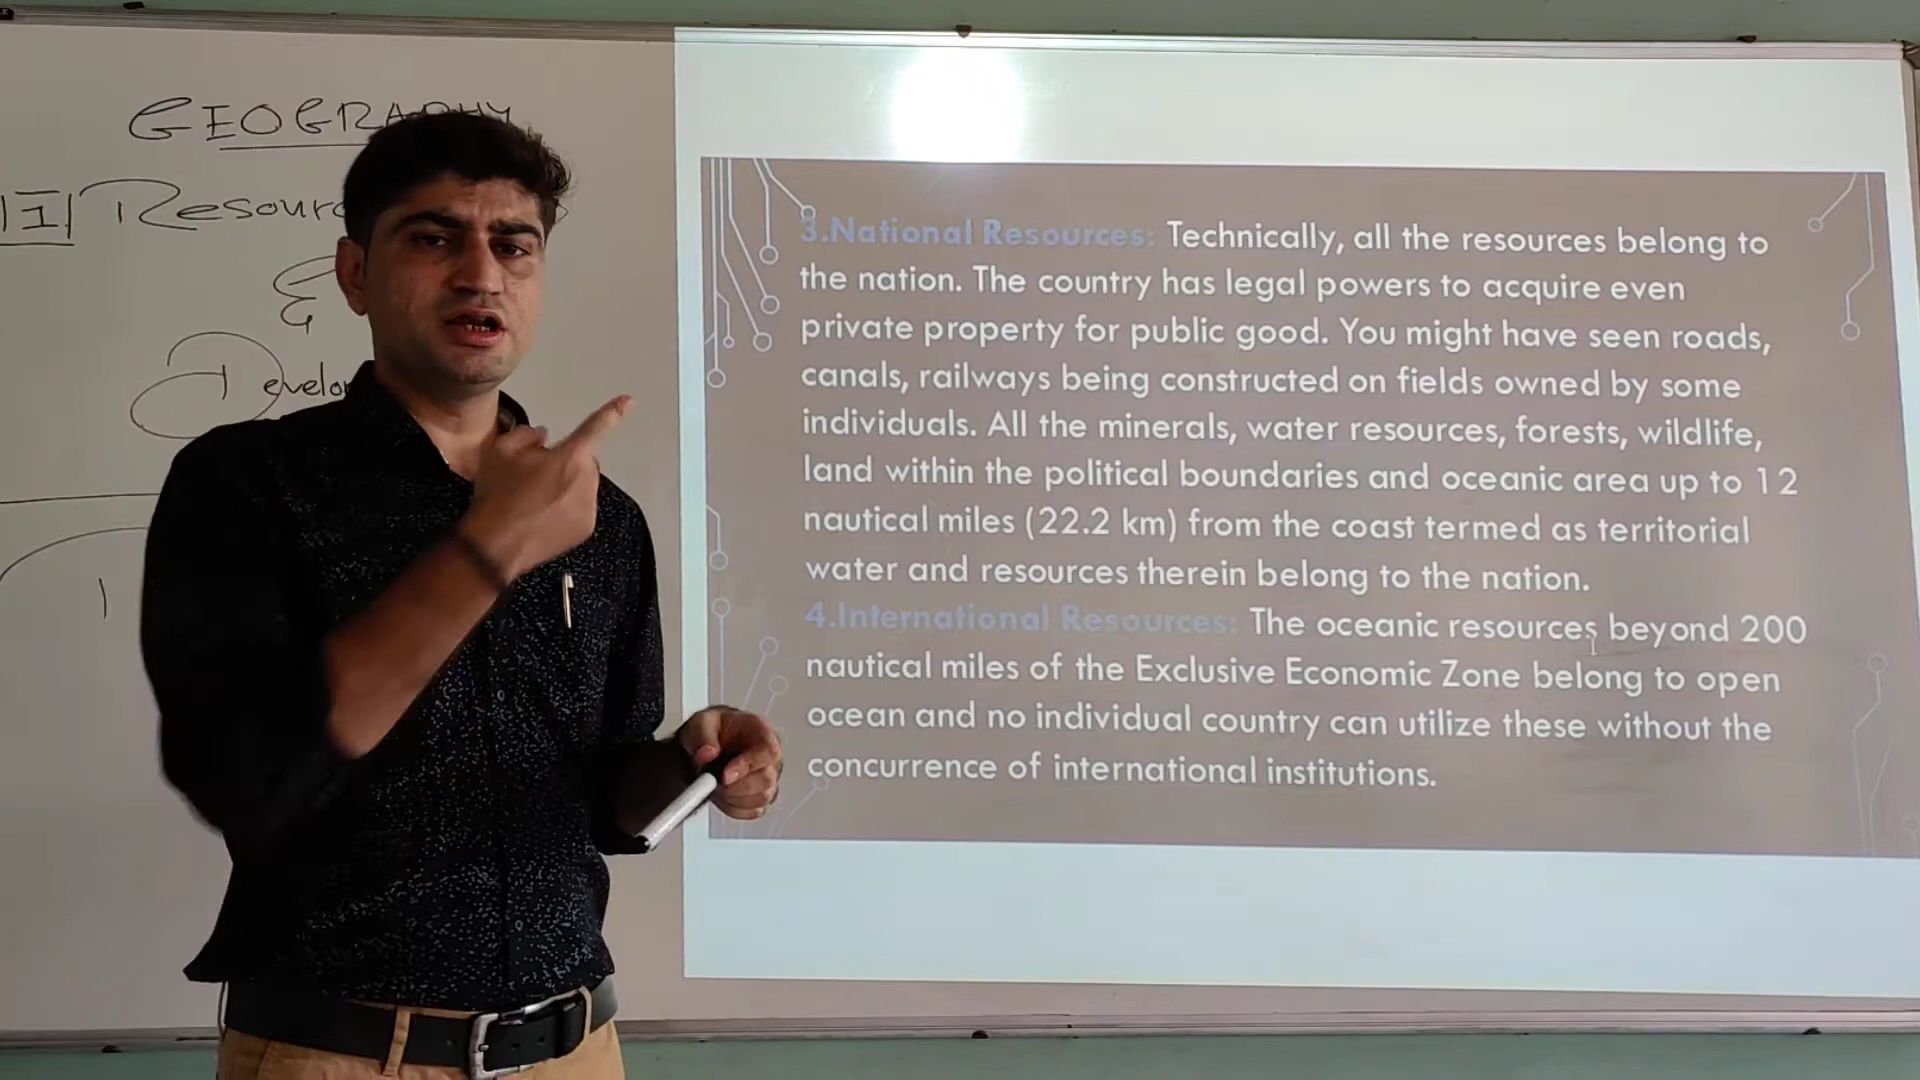 GEOGRAPHY
III Resour
&
Develop
1
3.National Resources: Technically, all the resources belong to
the nation. The country has legal powers to acquire even
private property for public good. You might have seen roads,
canals, railways being constructed on fields owned by some
individuals. All the minerals, water resources, forests, wildlife,
land within the political boundaries and oceanic area up to 12
nautical miles (22.2 km) from the coast termed as territorial
water and resources therein belong to the nation.
4.International Resources: The oceanic resources beyond 200
nautical miles of the Exclusive Economic Zone belong to open
ocean and no individual country can utilize these without the
concurrence of international institutions.